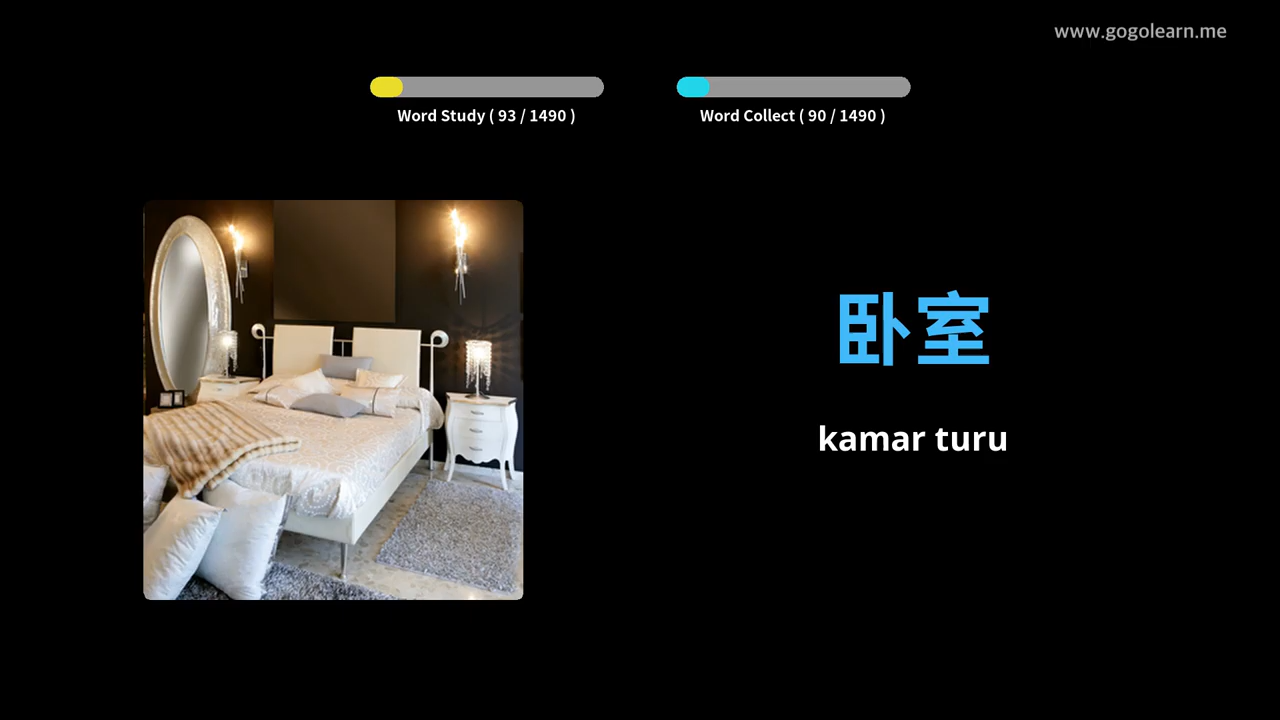 www.gogolearn.me
Word Study ( 93 / 1490 )
Word Collect ( 90 / 1490 )
卧室
kamar turu